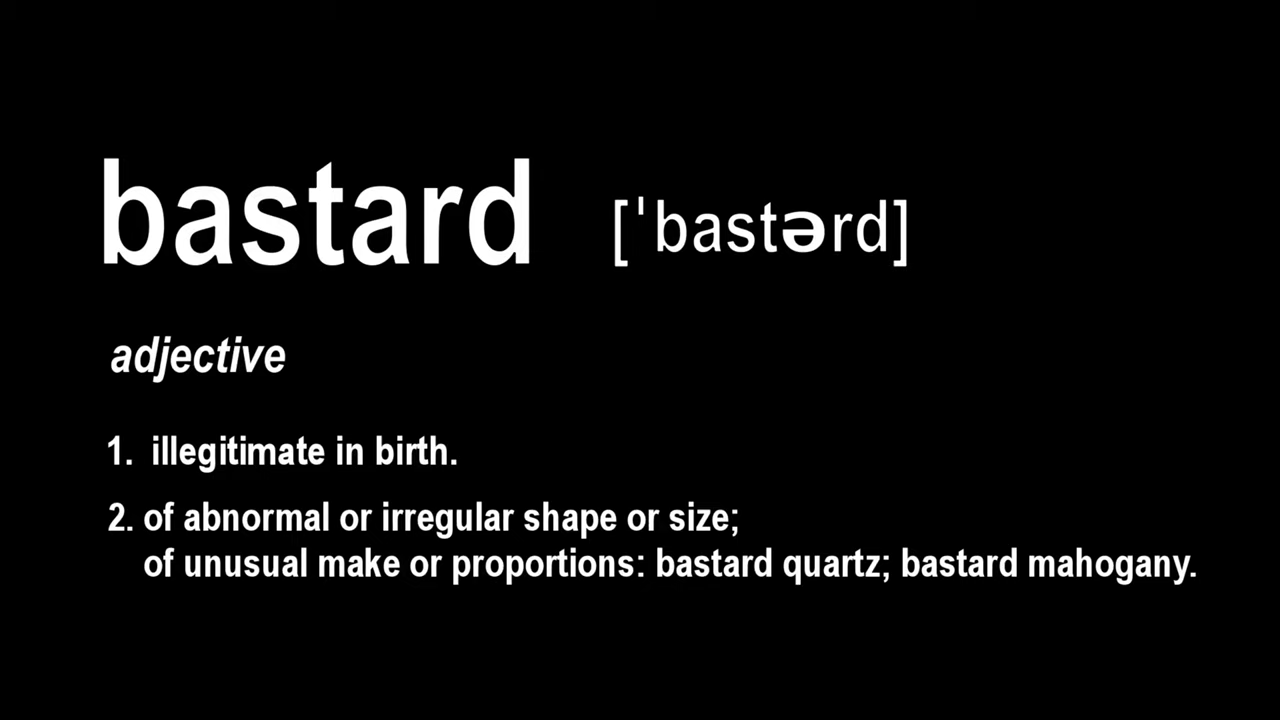 bastard [ˈbastərd]
adjective
1. illegitimate in birth.
2. of abnormal or irregular shape or size;
of unusual make or proportions: bastard quartz; bastard mahogany.